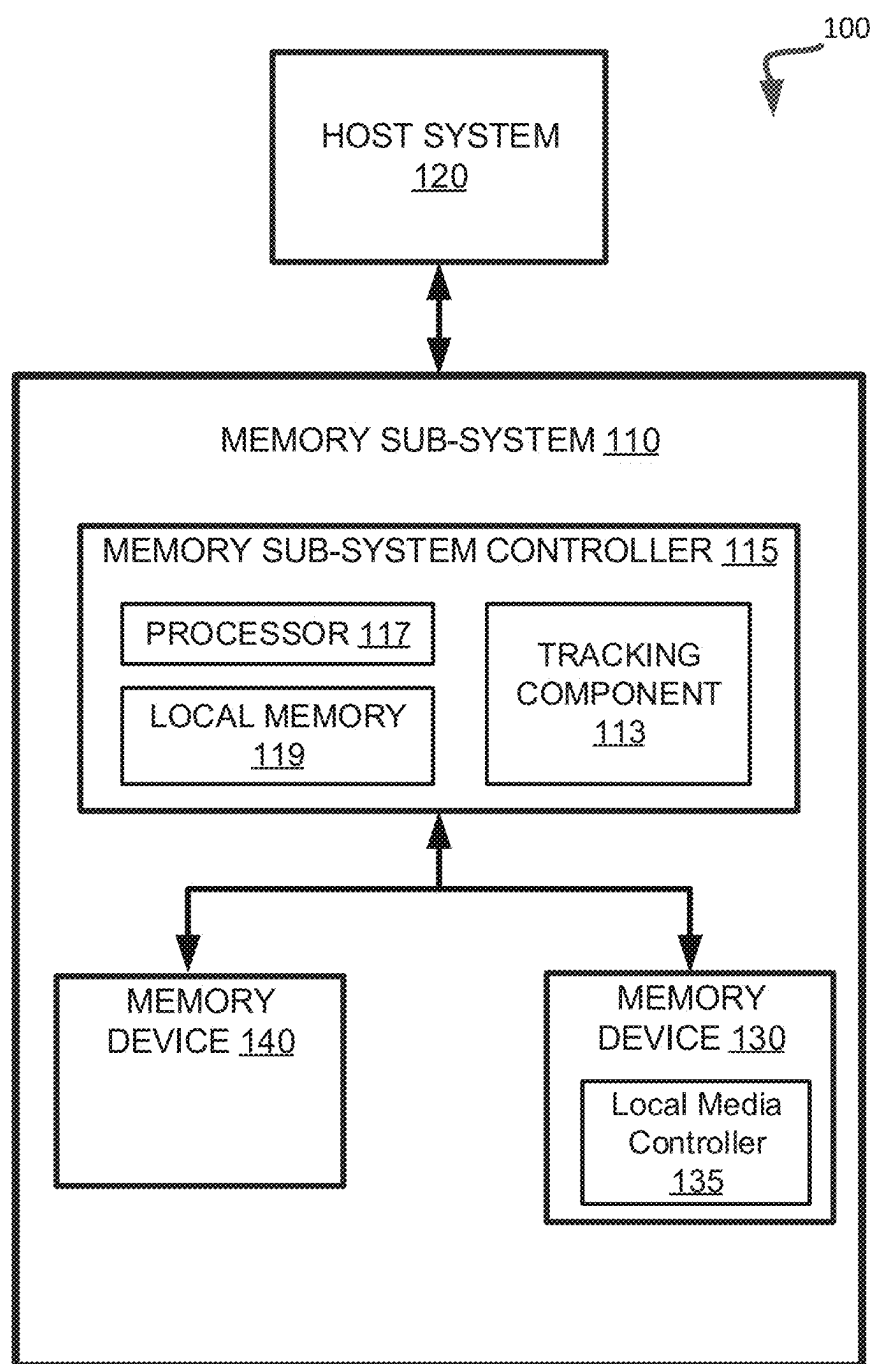 100
HOST SYSTEM
120
MEMORY SUB-SYSTEM 110
MEMORY SUB-SYSTEM CONTROLLER 115
PROCESSOR 117
LOCAL MEMORY
119
TRACKING
COMPONENT
113
MEMORY
DEVICE 140
MEMORY
DEVICE 130
Local Media
Controller
135